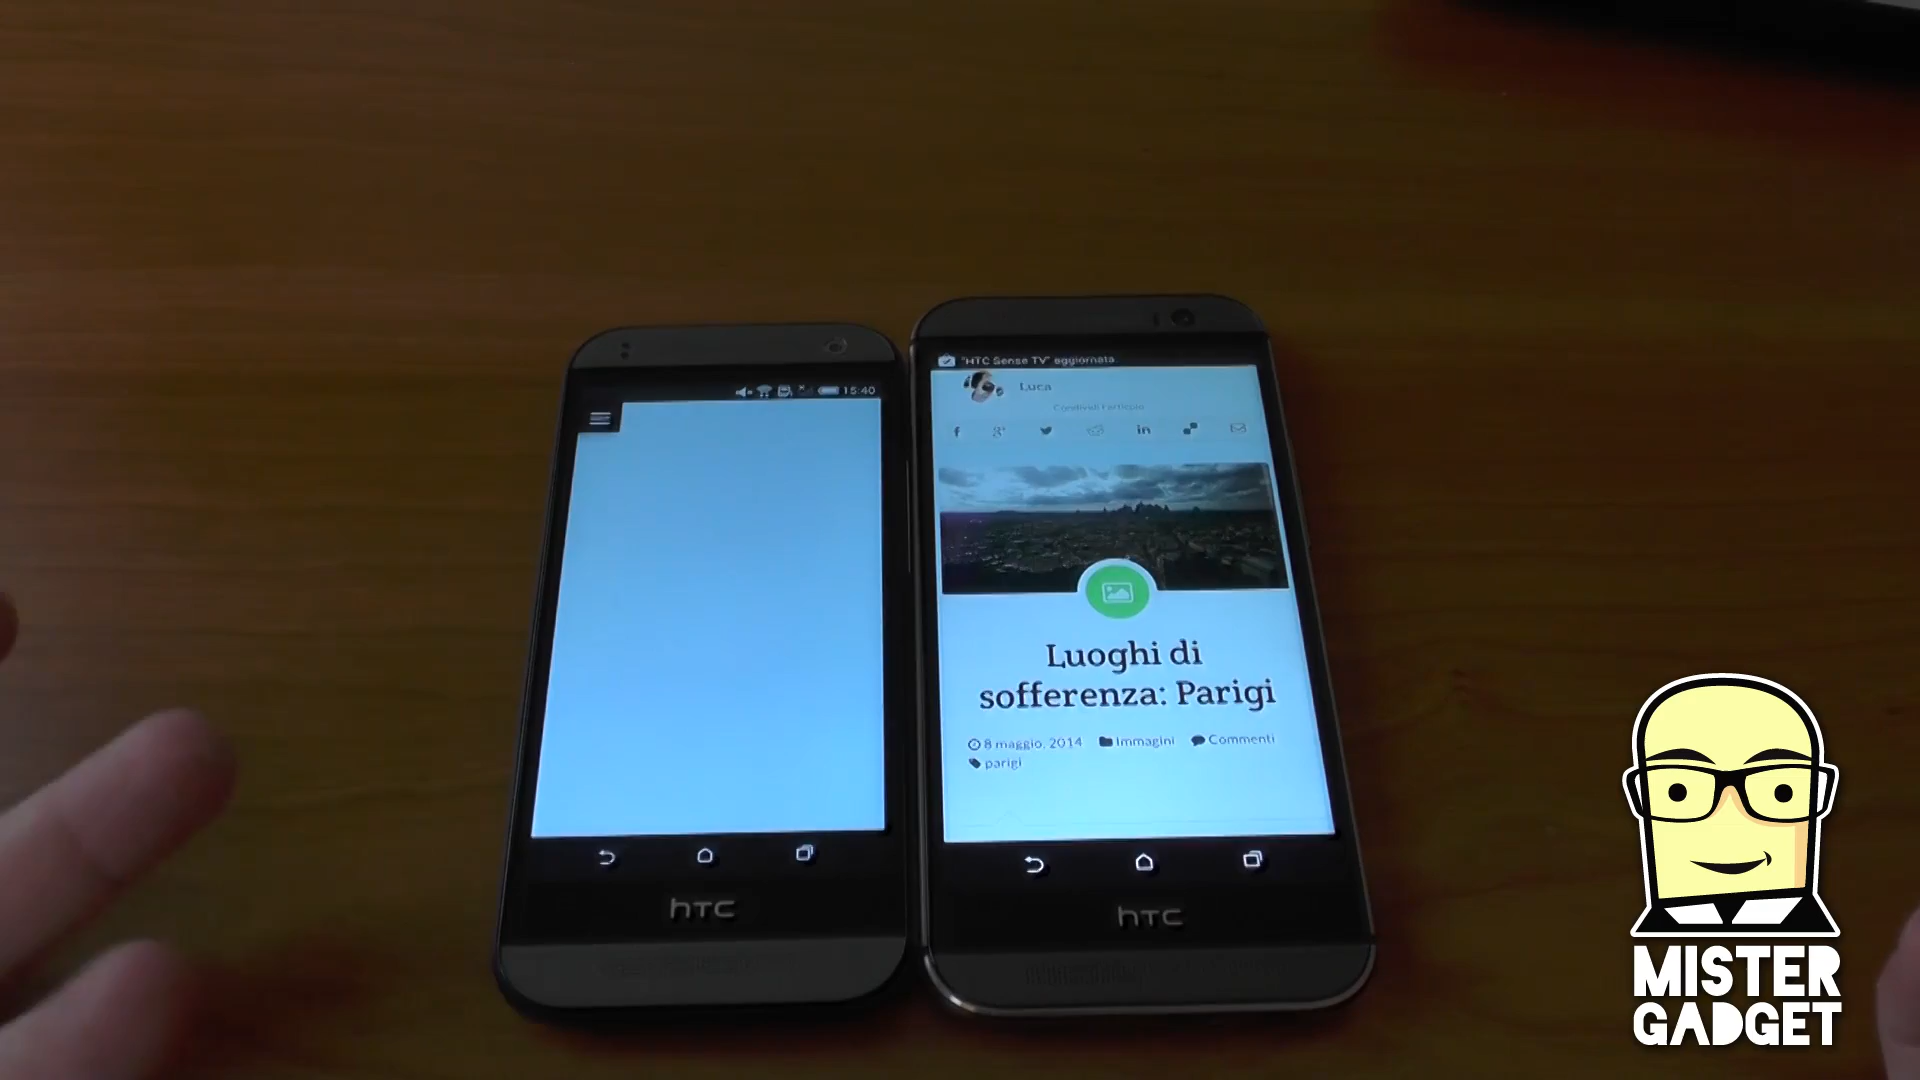 15:40
hTC
"HTC Sense TV" aggiornata
Luca
Condividi l'articolo
Luoghi di
sofferenza: Parigi
8 maggio, 2014 Immagini Commenti
parigi
hTC
MISTER
GADGET